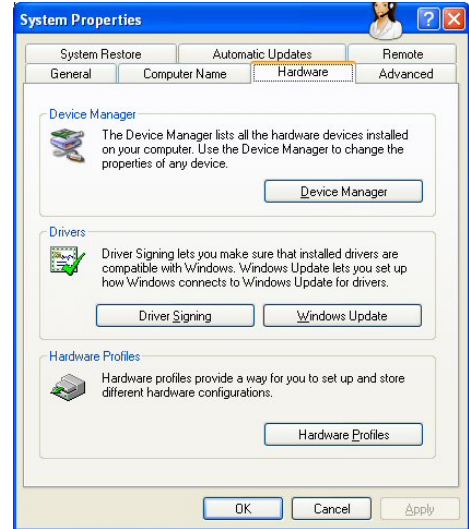 System Properties
System Restore Automatic Updates Remote
General Computer Name Hardware Advanced
Device Manager
The Device Manager lists all the hardware devices installed
on your computer. Use the Device Manager to change the
properties of any device.
Device Manager
Drivers
Driver Signing lets you make sure that installed drivers are
compatible with Windows. Windows Update lets you set up
how Windows connects to Windows Update for drivers.
Driver Signing Windows Update
Hardware Profiles
Hardware profiles provide a way for you to set up and store
different hardware configurations.
Hardware Profiles
OK Cancel Apply